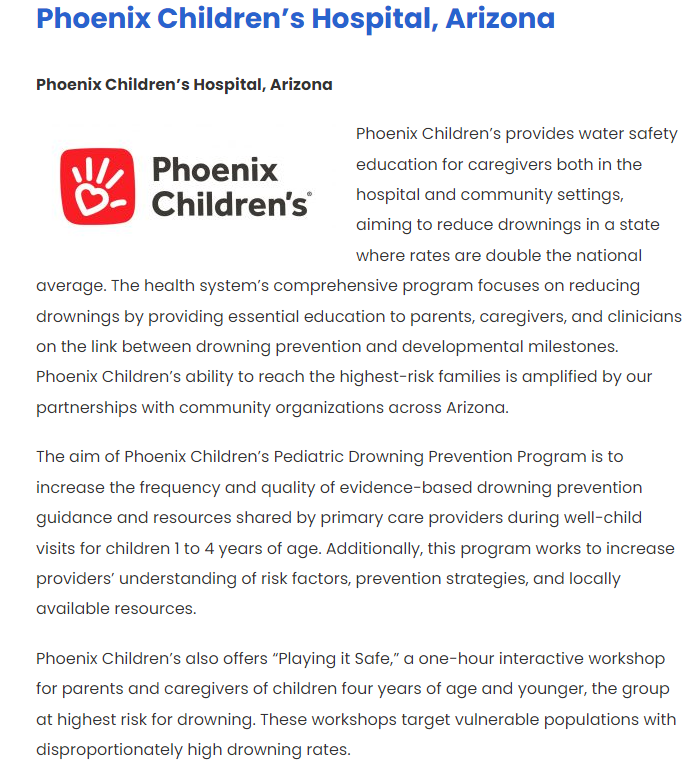 Phoenix Children’s Hospital, Arizona
Phoenix Children’s Hospital, Arizona
Phoenix
Children’s®
Phoenix Children’s provides water safety
education for caregivers both in the
hospital and community settings,
aiming to reduce drownings in a state
where rates are double the national
average. The health system’s comprehensive program focuses on reducing
drownings by providing essential education to parents, caregivers, and clinicians
on the link between drowning prevention and developmental milestones.
Phoenix Children’s ability to reach the highest-risk families is amplified by our
partnerships with community organizations across Arizona.
The aim of Phoenix Children’s Pediatric Drowning Prevention Program is to
increase the frequency and quality of evidence-based drowning prevention
guidance and resources shared by primary care providers during well-child
visits for children 1 to 4 years of age. Additionally, this program works to increase
providers’ understanding of risk factors, prevention strategies, and locally
available resources.
Phoenix Children’s also offers “Playing it Safe,” a one-hour interactive workshop
for parents and caregivers of children four years of age and younger, the group
at highest risk for drowning. These workshops target vulnerable populations with
disproportionately high drowning rates.